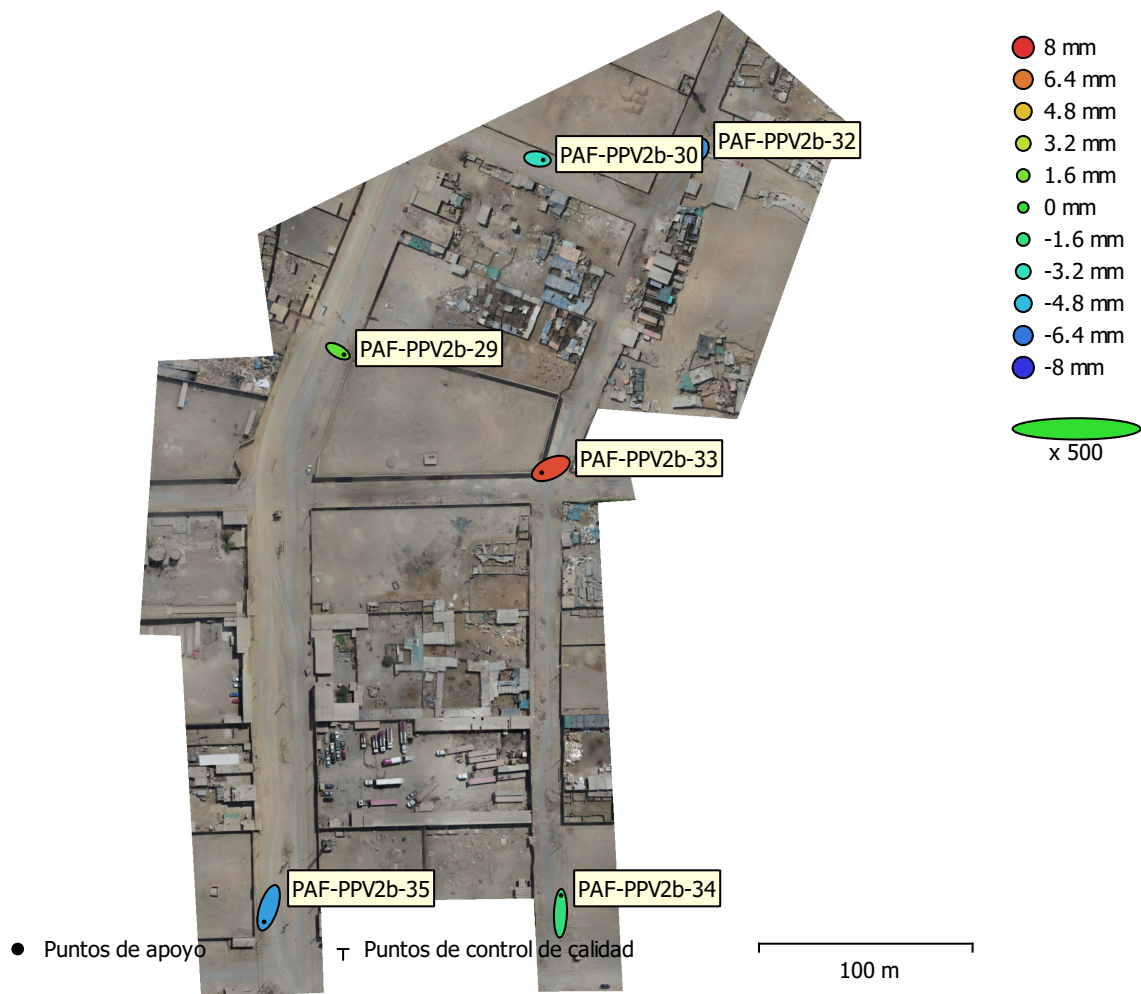 8 mm
6.4 mm
4.8 mm
3.2 mm
1.6 mm
0 mm
-1.6 mm
-3.2 mm
-4.8 mm
-6.4 mm
-8 mm
x 500
PAF-PPV2b-32
PAF-PPV2b-30
PAF-PPV2b-29
PAF-PPV2b-33
PAF-PPV2b-35
PAF-PPV2b-34
Puntos de apoyo
Puntos de control de calidad
100 m